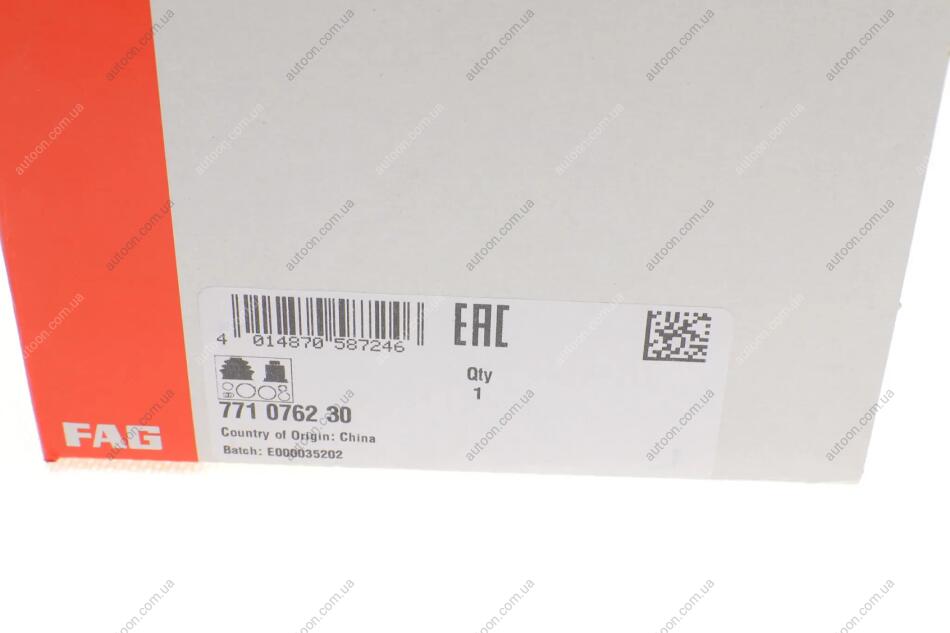 4 014870 587246
EAC
Qty
1
771 0762 30
Country of Origin: China
Batch: E000035202
FAG
autoon.com.ua